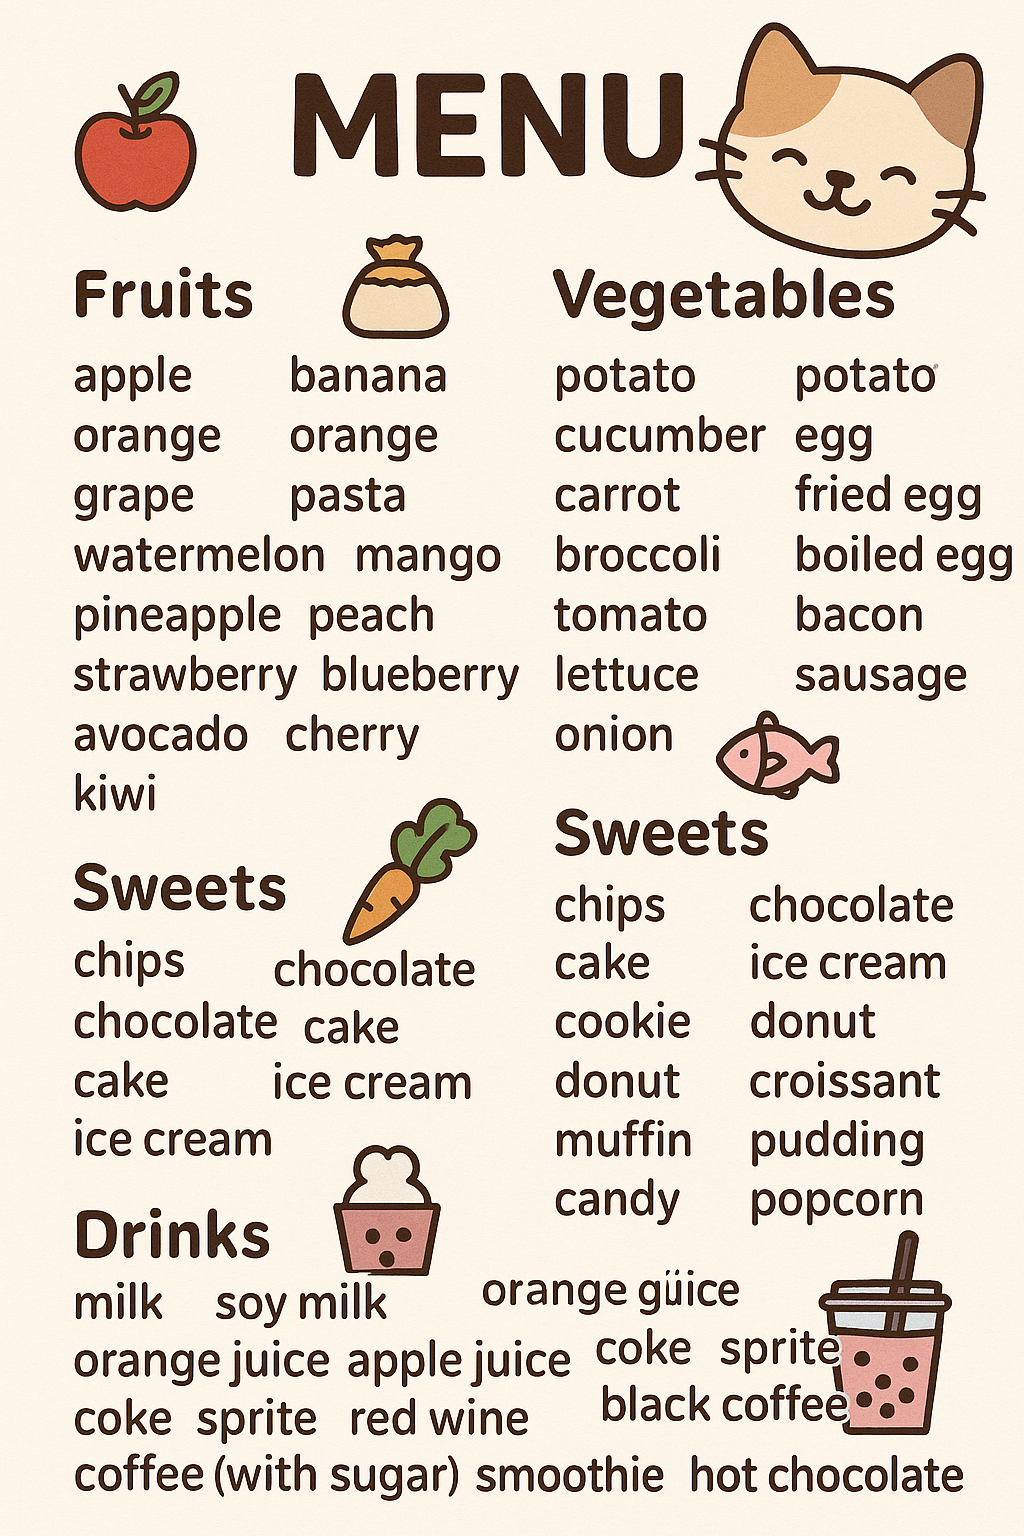 MENU
Fruits
apple banana
orange orange
grape pasta
watermelon mango
pineapple peach
strawberry blueberry
avocado cherry
kiwi
Vegetables
potato potato
cucumber egg
carrot fried egg
broccoli boiled egg
tomato bacon
lettuce sausage
onion
Sweets
chips chocolate
chocolate cake
cake ice cream
ice cream
Sweets
chips chocolate
cake ice cream
cookie donut
donut croissant
muffin pudding
candy popcorn
Drinks
milk soy milk orange güice
orange juice apple juice coke sprite
coke sprite red wine black coffee
coffee (with sugar) smoothie hot chocolate